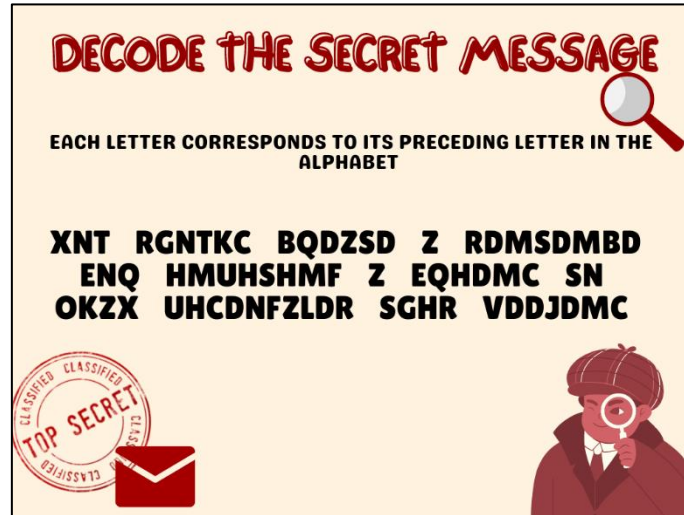 DECODE THE SECRET MESSAGE
EACH LETTER CORRESPONDS TO ITS PRECEDING LETTER IN THE
ALPHABET
XNT RGNTKC BQDZSD Z RDMSDMBD
ENQ HMUHSHMF Z EQHDMC SN
OKZX UHCDNFZLDR SGHR VDDJDMC
CLASSIFIED CLASSIFIED
TOP SECRET
CLASSIFIED